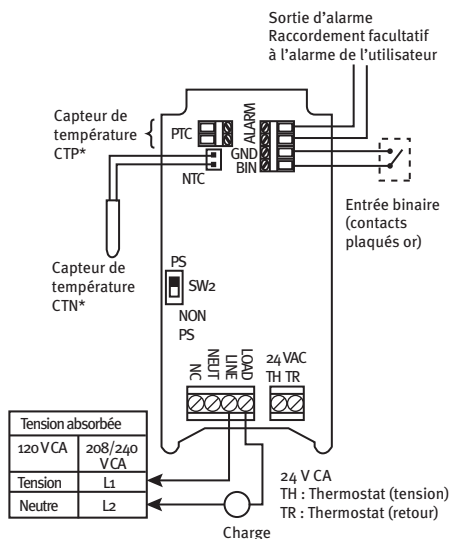 Sortie d'alarme
Raccordement facultatif
à l'alarme de l'utilisateur
Capteur de
température
CTP*
PTC
ALARM
GND
BIN
NTC
Entrée binaire
(contacts
plaqués or)
Capteur de
température
CTN*
PS
SW2
NON
PS
NC
NEUT
LINE
LOAD
24 VAC
TH TR
Tension absorbée
120 V CA
208/240
V CA
Tension
L1
Neutre
L2
24 V CA
TH : Thermostat (tension)
TR : Thermostat (retour)
Charge